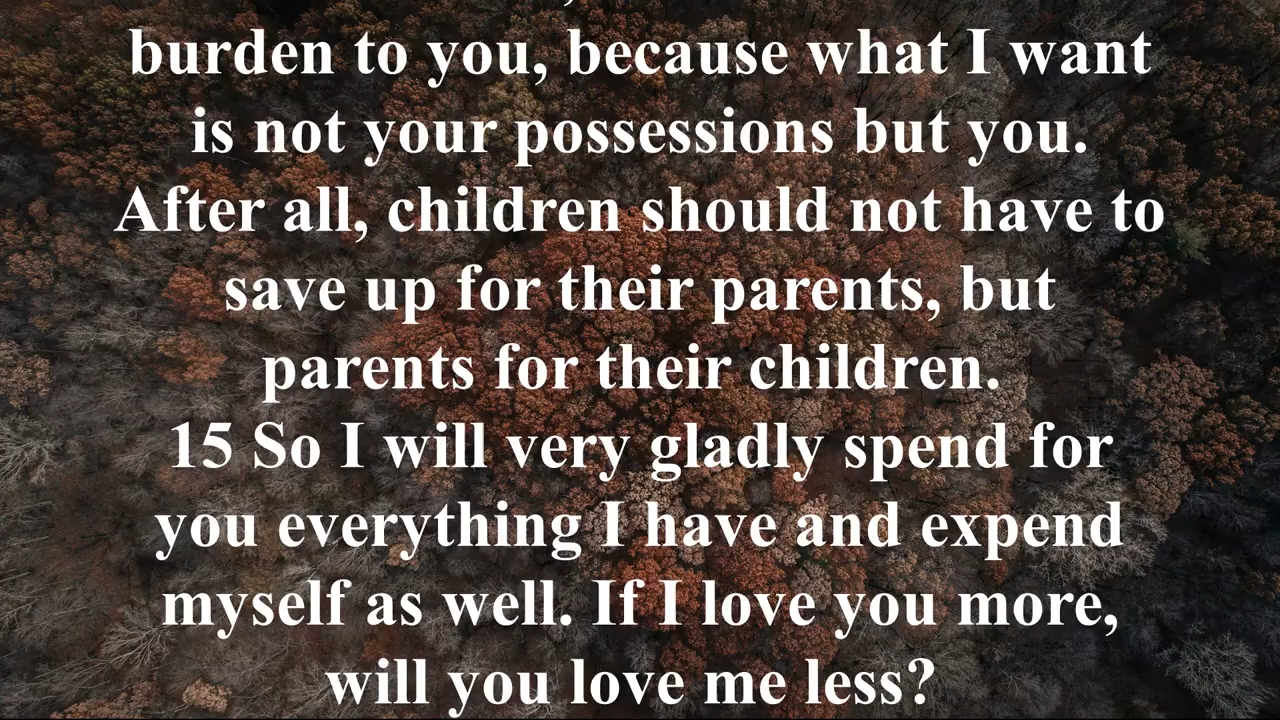 burden to you, because what I want
is not your possessions but you.
After all, children should not have to
save up for their parents, but
parents for their children.
15 So I will very gladly spend for
you everything I have and expend
myself as well. If I love you more,
will you love me less?